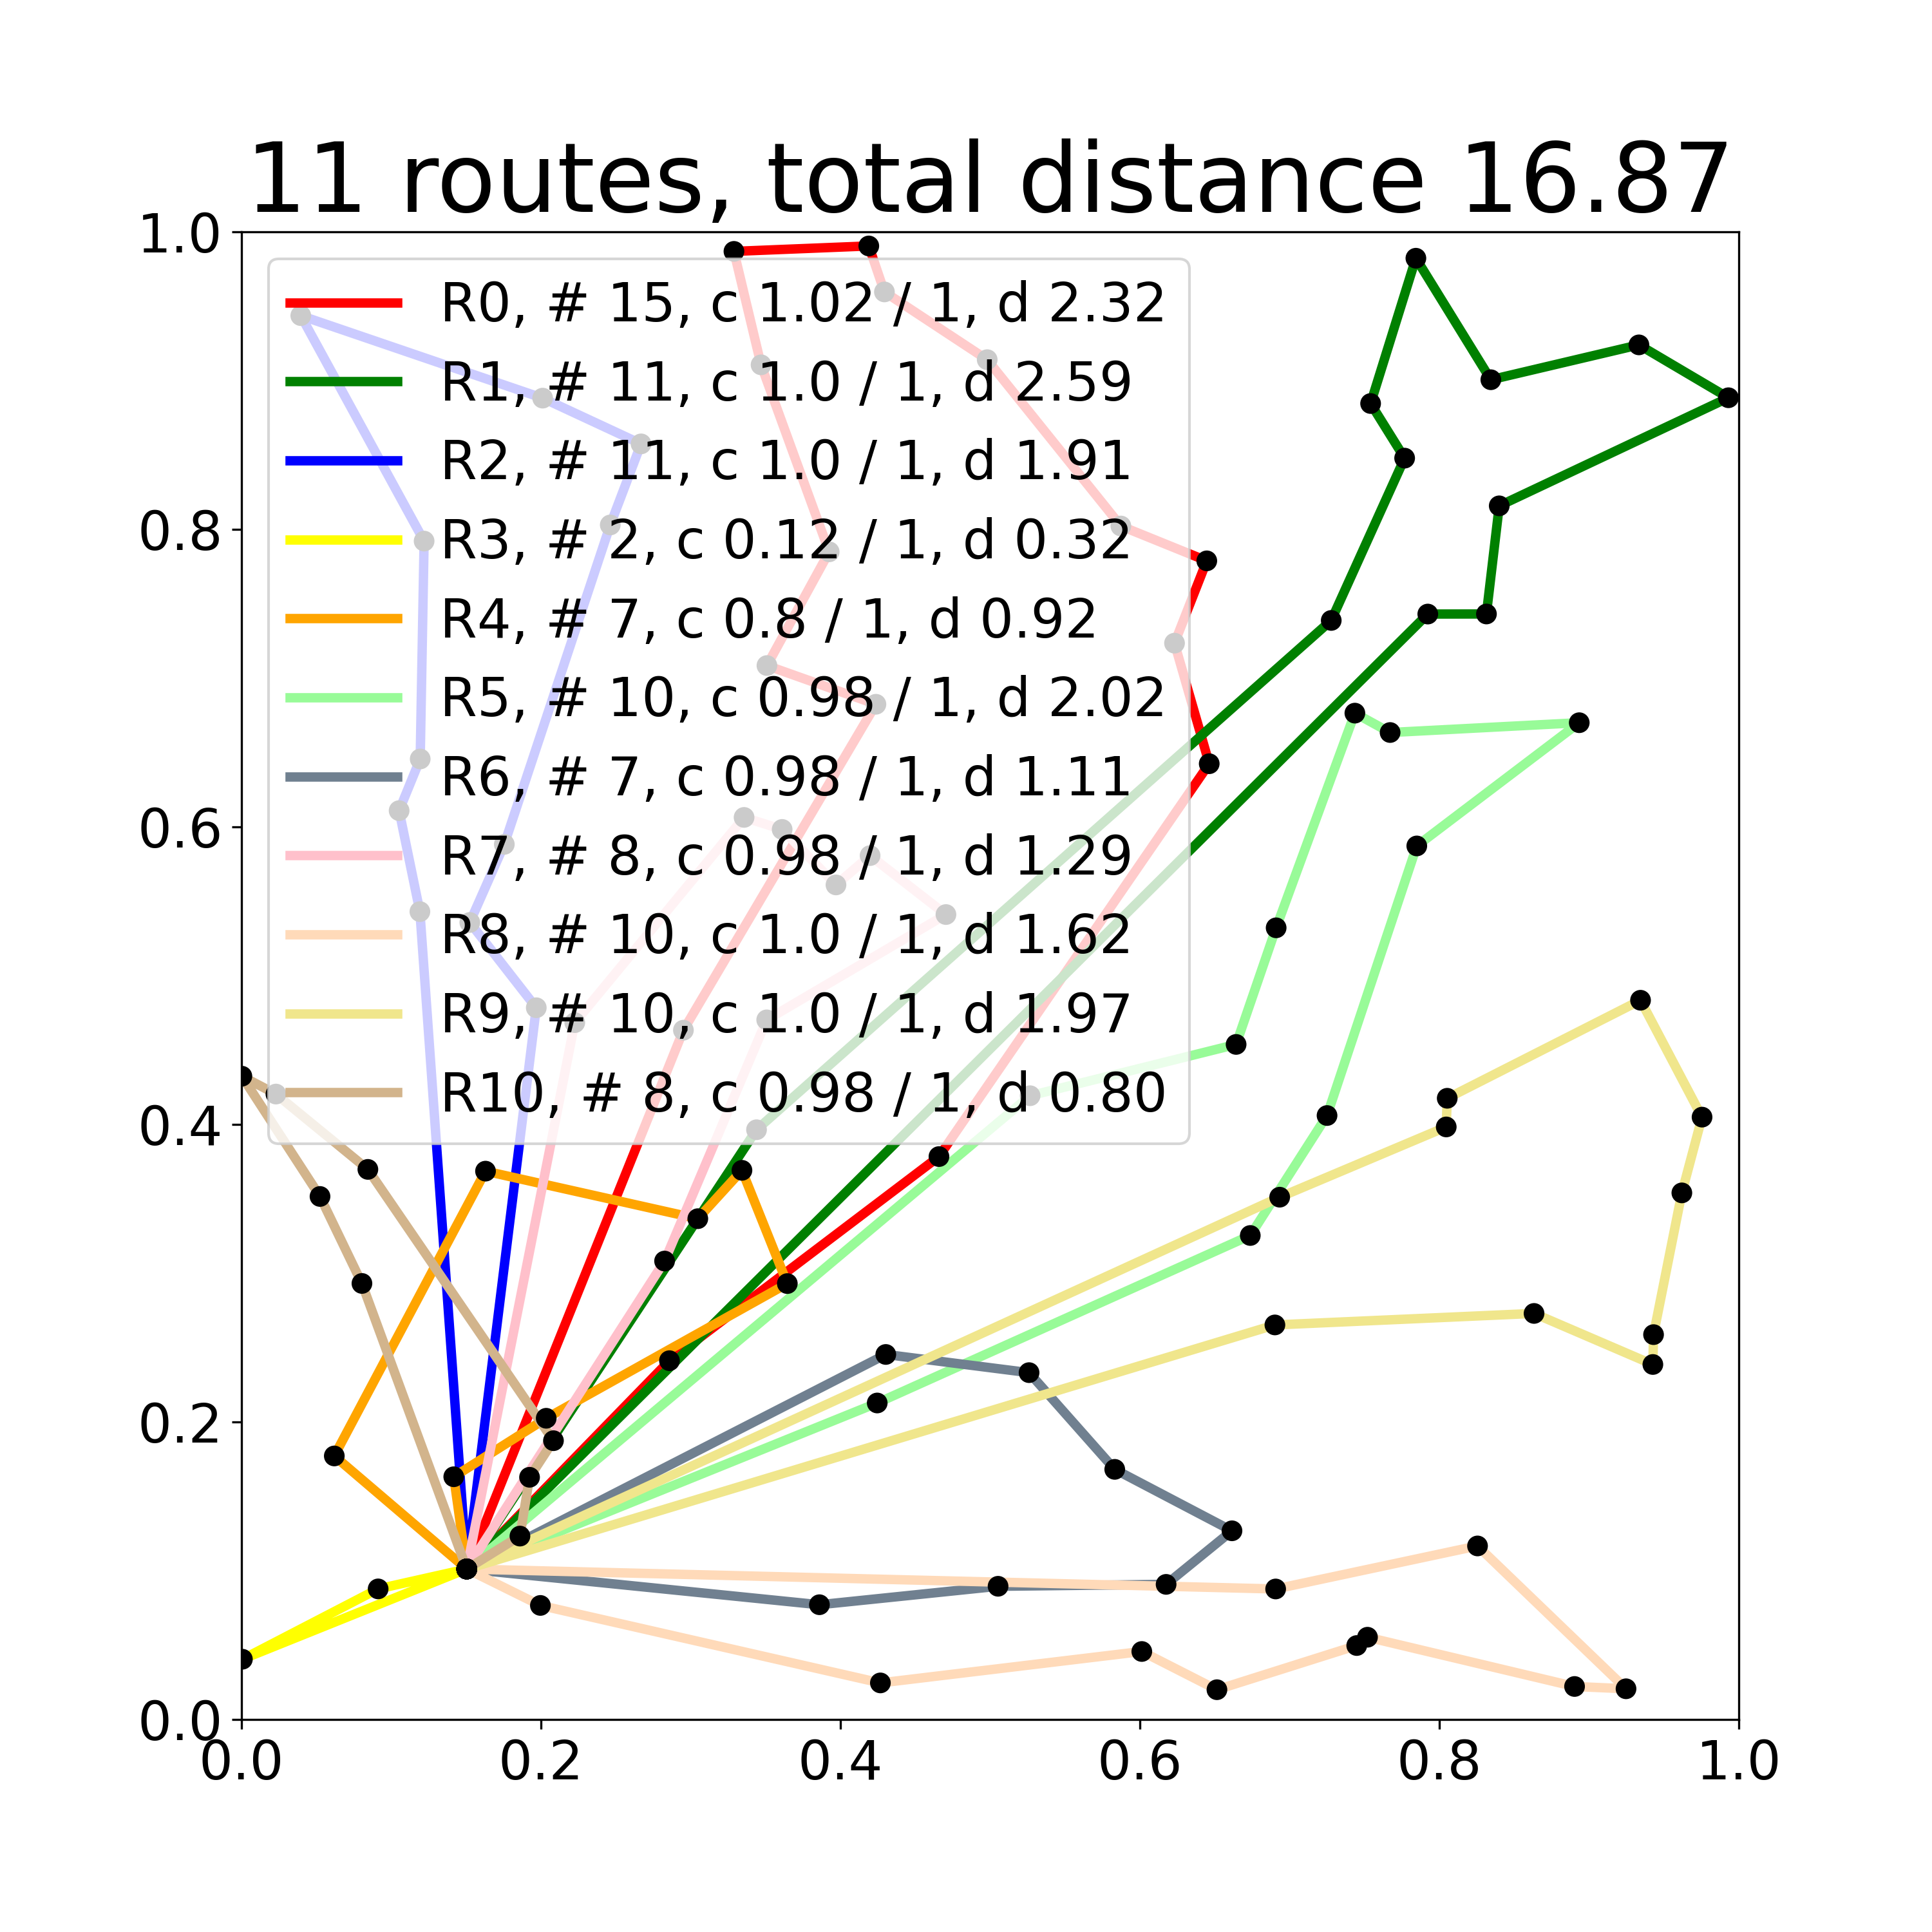 11 routes, total distance 16.87
1.0
0.8
0.6
0.4
0.2
0.0
R0, # 15, c 1.02 / 1, d 2.32
R1, # 11, c 1.0 / 1, d 2.59
R2, # 11, c 1.0 / 1, d 1.91
R3, # 2, c 0.12 / 1, d 0.32
R4, # 7, c 0.8 / 1, d 0.92
R5, # 10, c 0.98 / 1, d 2.02
R6, # 7, c 0.98 / 1, d 1.11
R7, # 8, c 0.98 / 1, d 1.29
R8, # 10, c 1.0 / 1, d 1.62
R9, # 10, c 1.0 / 1, d 1.97
R10, # 8, c 0.98 / 1, d 0.80
0.0 0.2 0.4 0.6 0.8 1.0